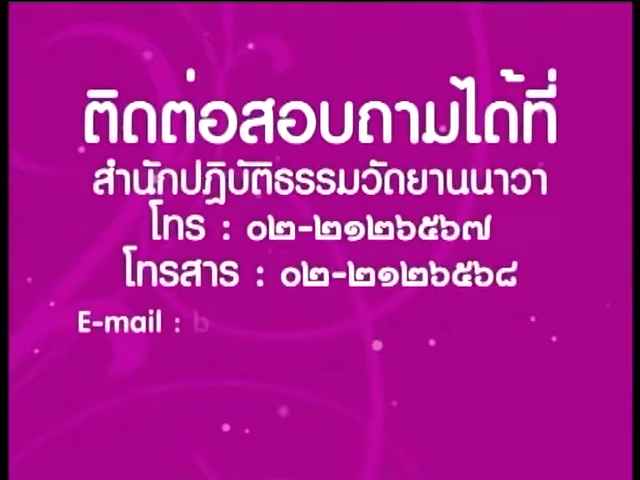 ติดต่อสอบถามได้ที่
สำนักปฏิบัติธรรมวัดยานนาวา
โทร : ๐๒-๒๑๒๖๕๖๗
โทรสาร : ๐๒-๒๑๒๖๕๖๘
E-mail : b